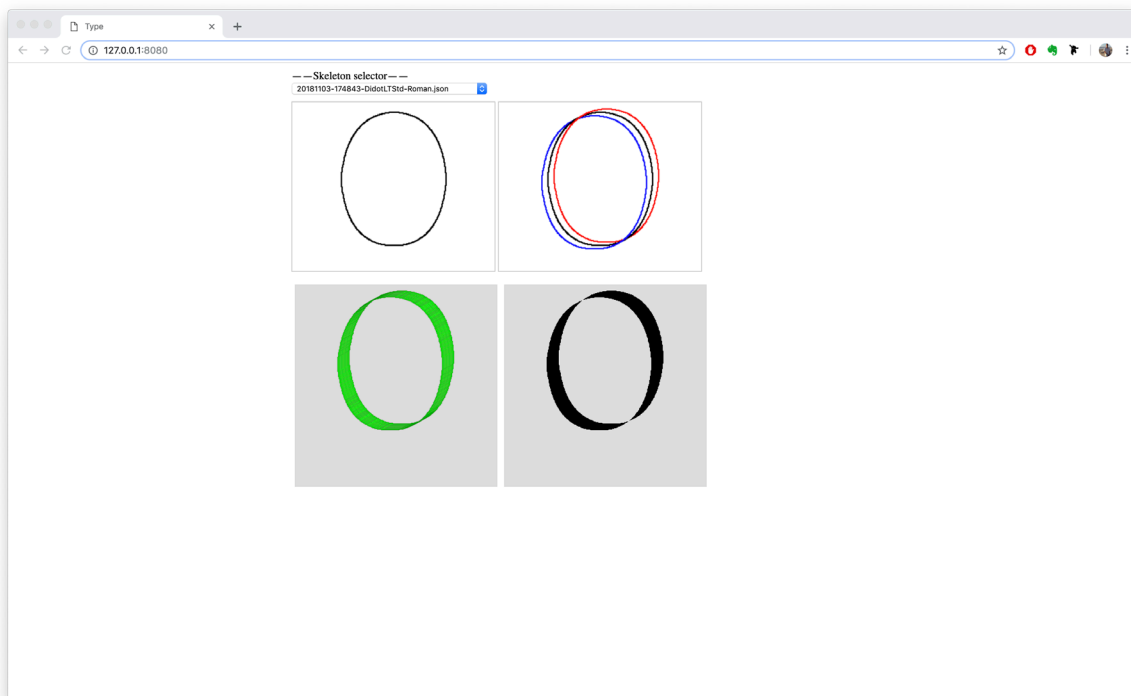 Type
127.0.0.1:8080
——Skeleton selector——
20181103-174843-DidotLTStd-Roman.json